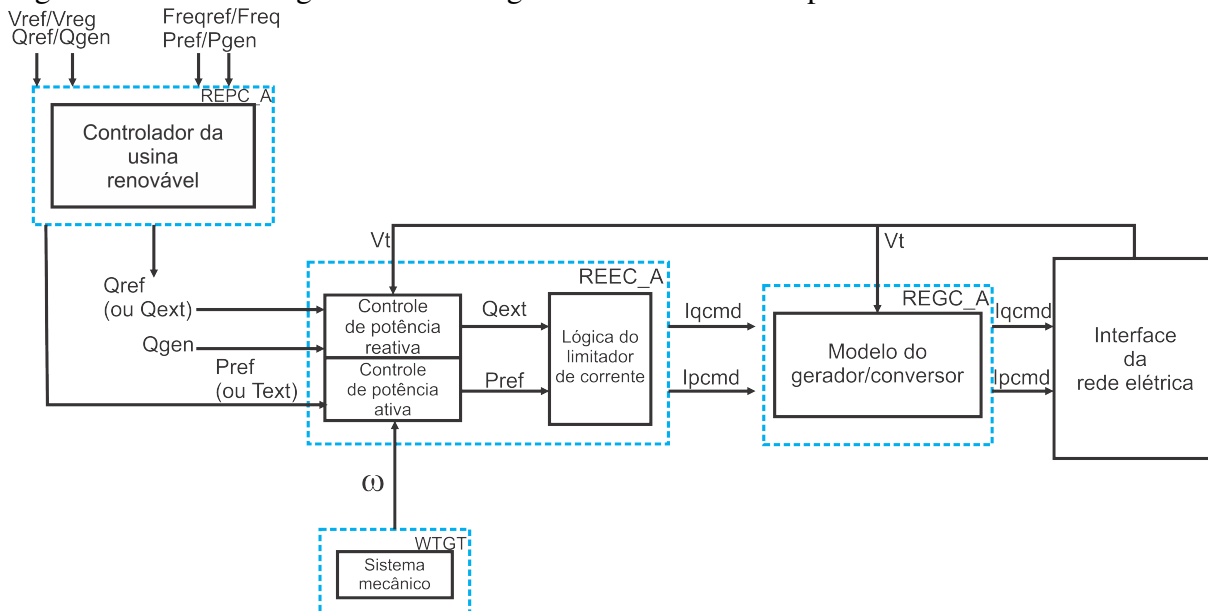 Vref/Vreg
Qref/Qgen
Freqref/Freq
Pref/Pgen
REPC_A
Controlador da
usina
renovável
Vt
Vt
Qref
(ou Qext)
Qgen
Pref
(ou Text)
REEC_A
Controle
de potência
reativa
Controle
de potência
ativa
Qext
Pref
Lógica do
limitador
de corrente
Iqcmd
Ipcmd
REGC_A
Modelo do
gerador/conversor
Iqcmd
Ipcmd
Interface
da
rede elétrica
ω
WTGT
Sistema
mecânico